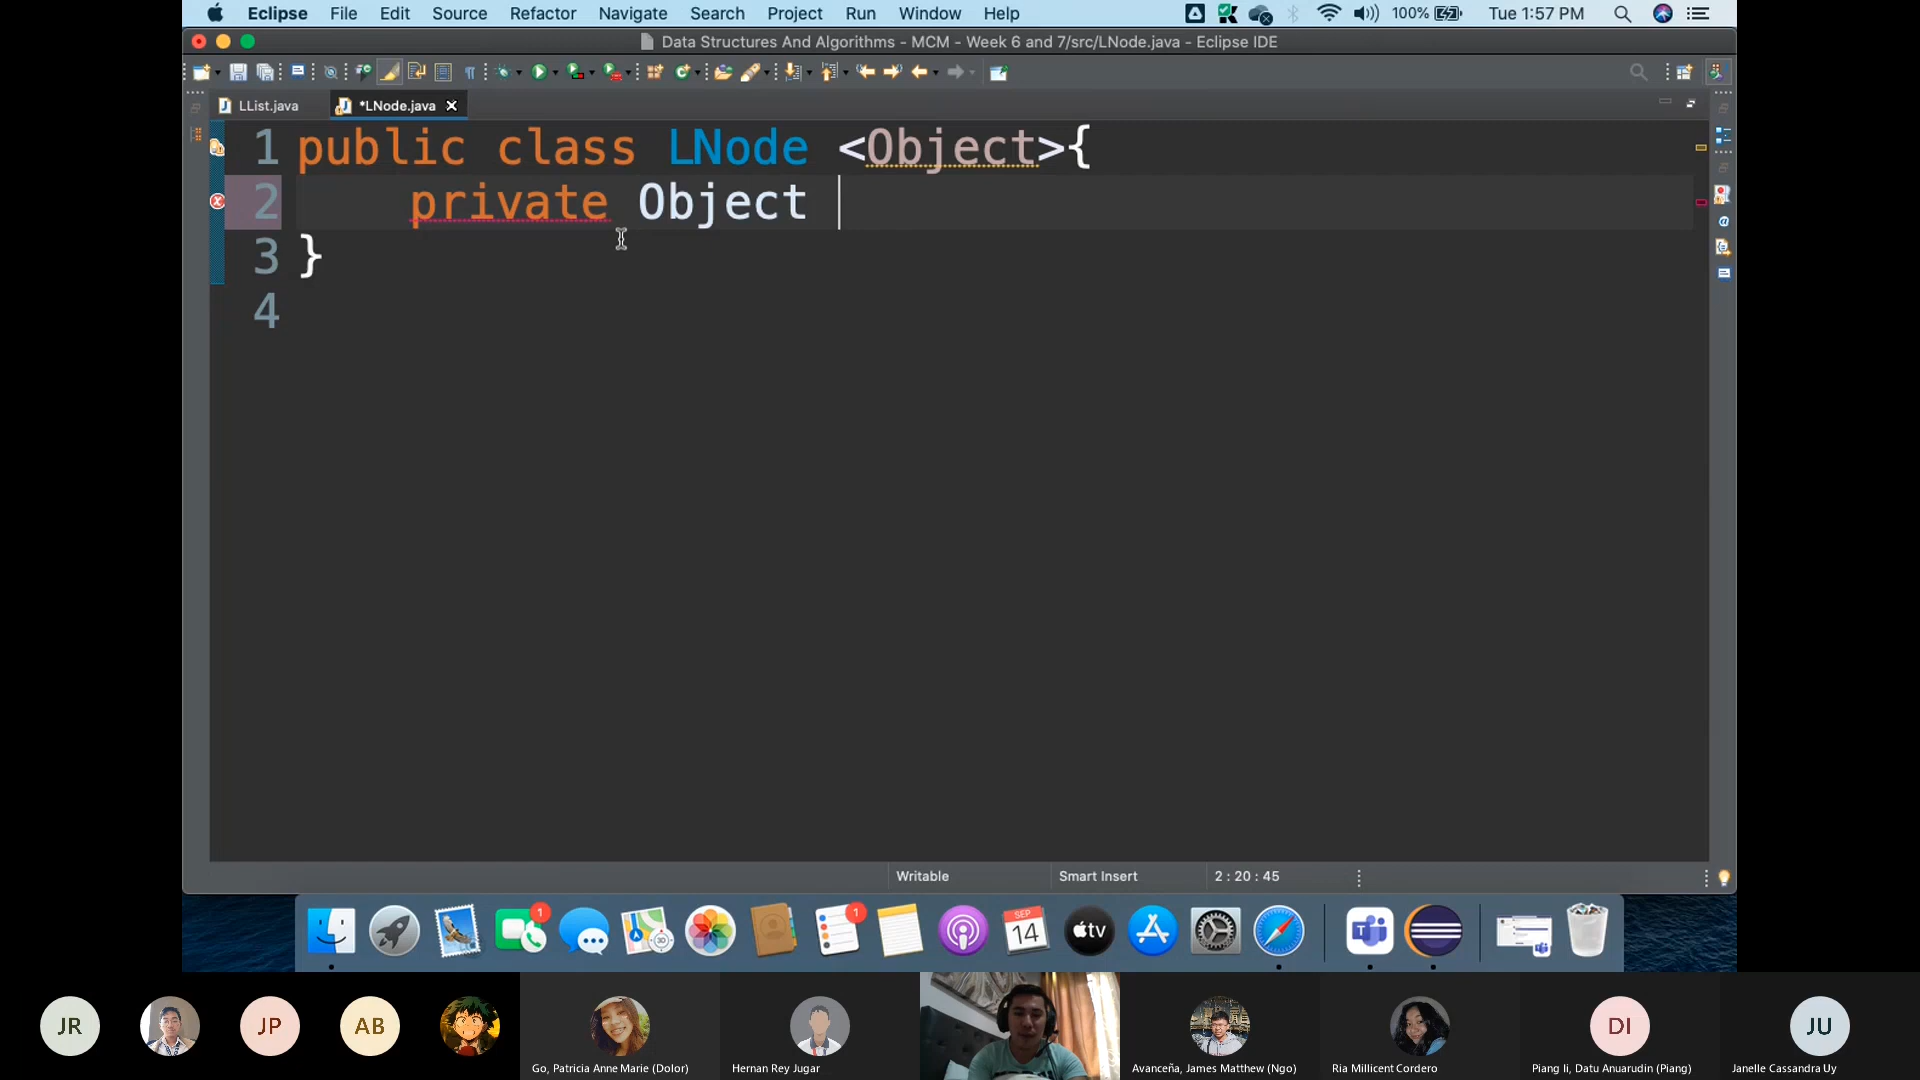 Eclipse File Edit Source Refactor Navigate Search Project Run Window Help 100% Tue 1:57 PM
Data Structures And Algorithms - MCM - Week 6 and 7/src/LNode.java - Eclipse IDE
LList.java *LNode.java
1 public class LNode <Object>{
2 private Object
3 }
4
Writable Smart Insert 2 : 20 : 45
1 1 SEP 14 tv
JR JP AB DI JU
Go, Patricia Anne Marie (Dolor) Hernan Rey Jugar Avanceña, James Matthew (Ngo) Ria Millicent Cordero Piang Ii, Datu Anuarudin (Piang) Janelle Cassandra Uy